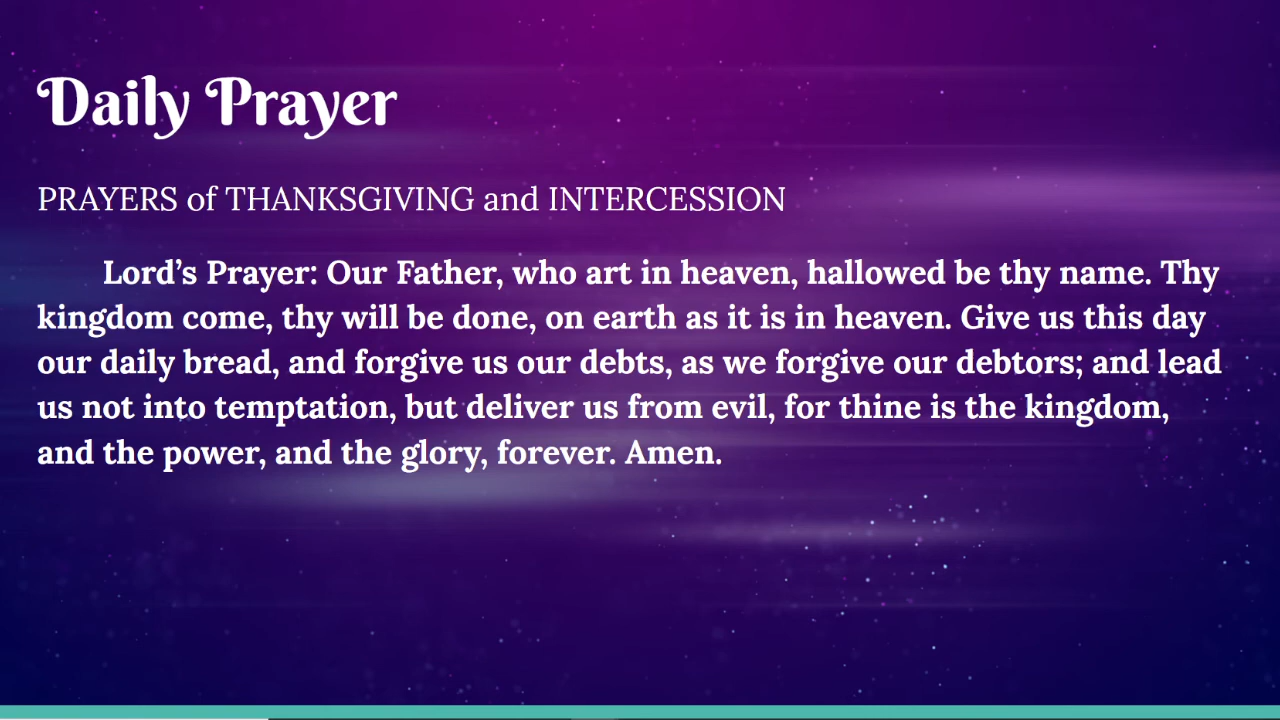 Daily Prayer
PRAYERS of THANKSGIVING and INTERCESSION
Lord’s Prayer: Our Father, who art in heaven, hallowed be thy name. Thy
kingdom come, thy will be done, on earth as it is in heaven. Give us this day
our daily bread, and forgive us our debts, as we forgive our debtors; and lead
us not into temptation, but deliver us from evil, for thine is the kingdom,
and the power, and the glory, forever. Amen.